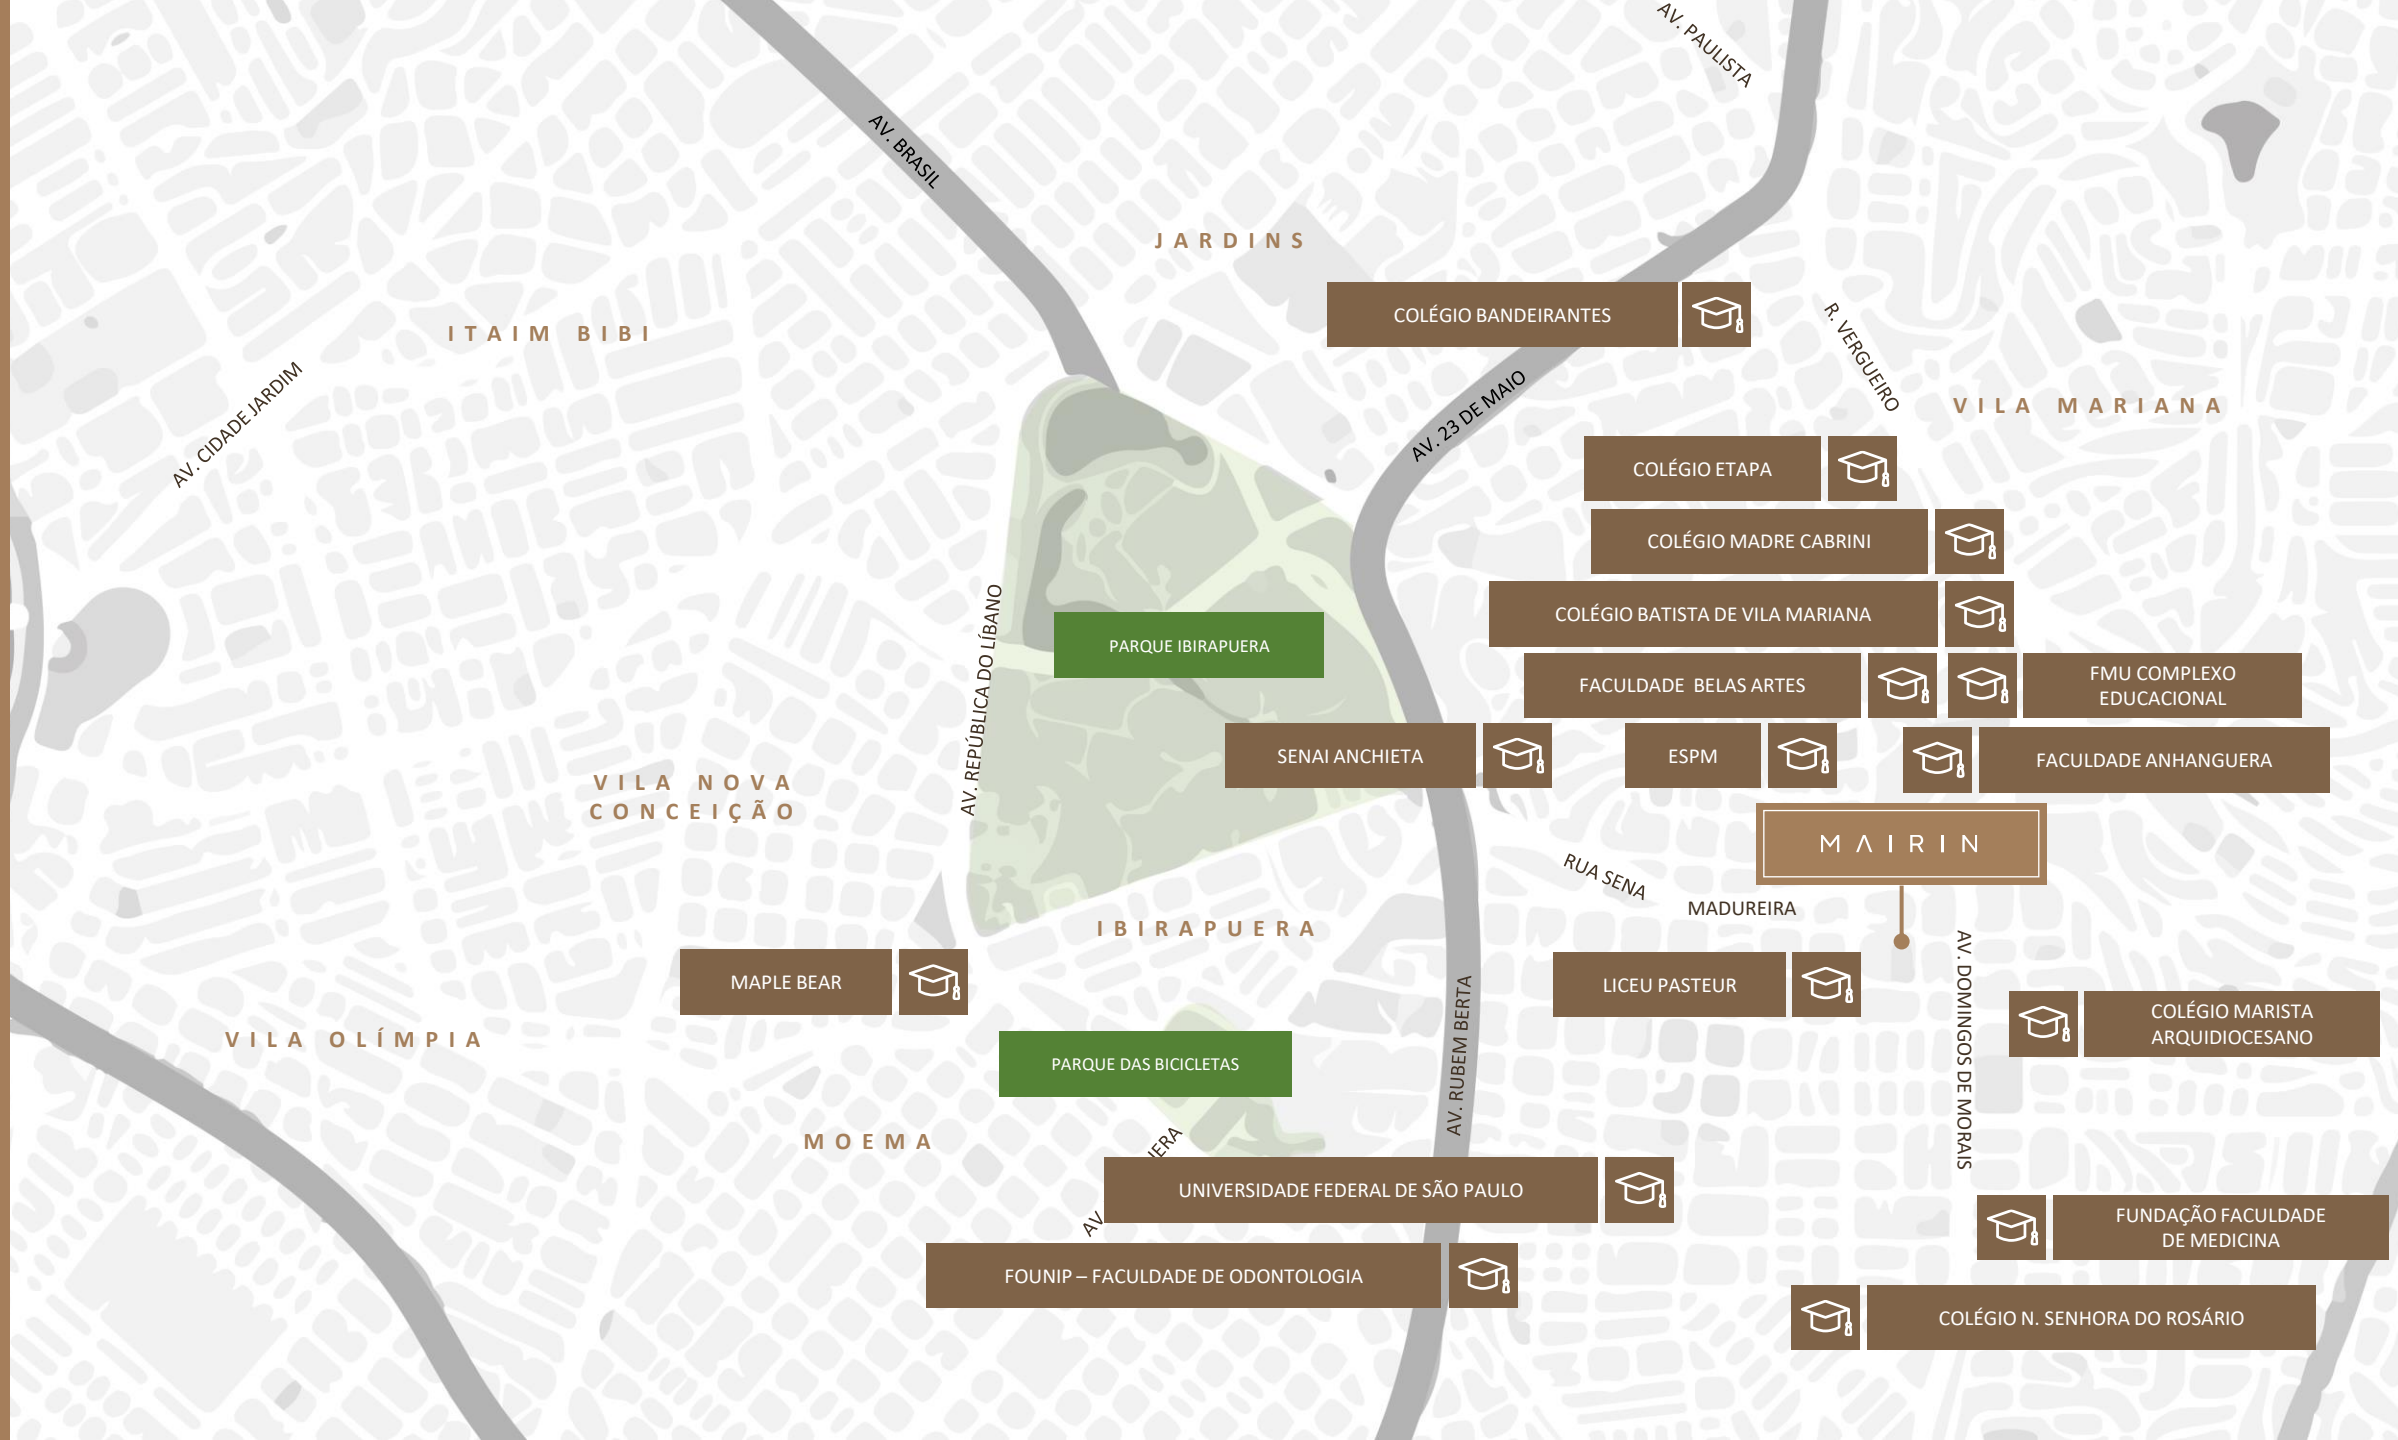 AV. PAULISTA
AV. BRASIL
JARDINS
COLÉGIO BANDEIRANTES
ITAIM BIBI
R. VERGUEIRO
AV. CIDADE JARDIM
AV. 23 DE MAIO
VILA MARIANA
COLÉGIO ETAPA
COLÉGIO MADRE CABRINI
COLÉGIO BATISTA DE VILA MARIANA
PARQUE IBIRAPUERA
AV. REPÚBLICA DO LÍBANO
FACULDADE BELAS ARTES
FMU COMPLEXO
EDUCACIONAL
SENAI ANCHIETA
ESPM
FACULDADE ANHANGUERA
VILA NOVA
CONCEIÇÃO
MAIRIN
RUA SENA
MADUREIRA
IBIRAPUERA
MAPLE BEAR
LICEU PASTEUR
AV. DOMINGOS DE MORAIS
COLÉGIO MARISTA
ARQUIDIOCESANO
VILA OLÍMPIA
PARQUE DAS BICICLETAS
AV. RUBEM BERTA
MOEMA
AV
UERA
UNIVERSIDADE FEDERAL DE SÃO PAULO
FUNDAÇÃO FACULDADE
DE MEDICINA
FOUNIP – FACULDADE DE ODONTOLOGIA
COLÉGIO N. SENHORA DO ROSÁRIO